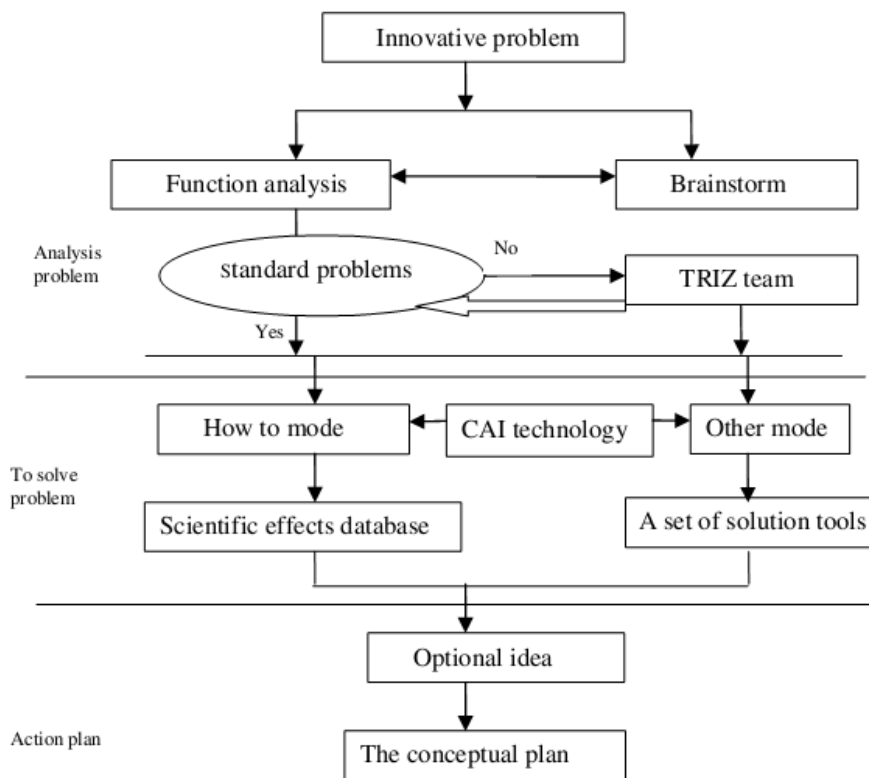 Innovative problem
Function analysis
Brainstorm
Analysis
problem
standard problems
No
TRIZ team
Yes
How to mode
CAI technology
Other mode
To solve
problem
Scientific effects database
A set of solution tools
Optional idea
Action plan
The conceptual plan